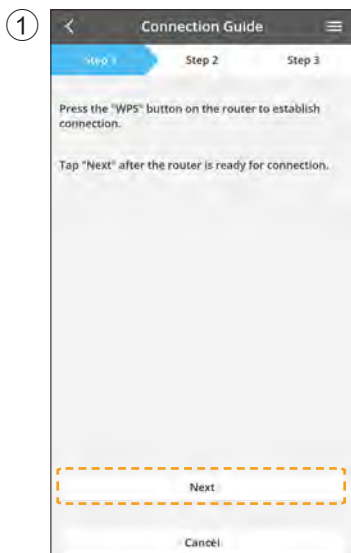 1
Connection Guide
Step 1 Step 2 Step 3
Press the "WPS" button on the router to establish
connection.
Tap "Next" after the router is ready for connection.
Next
Cancel